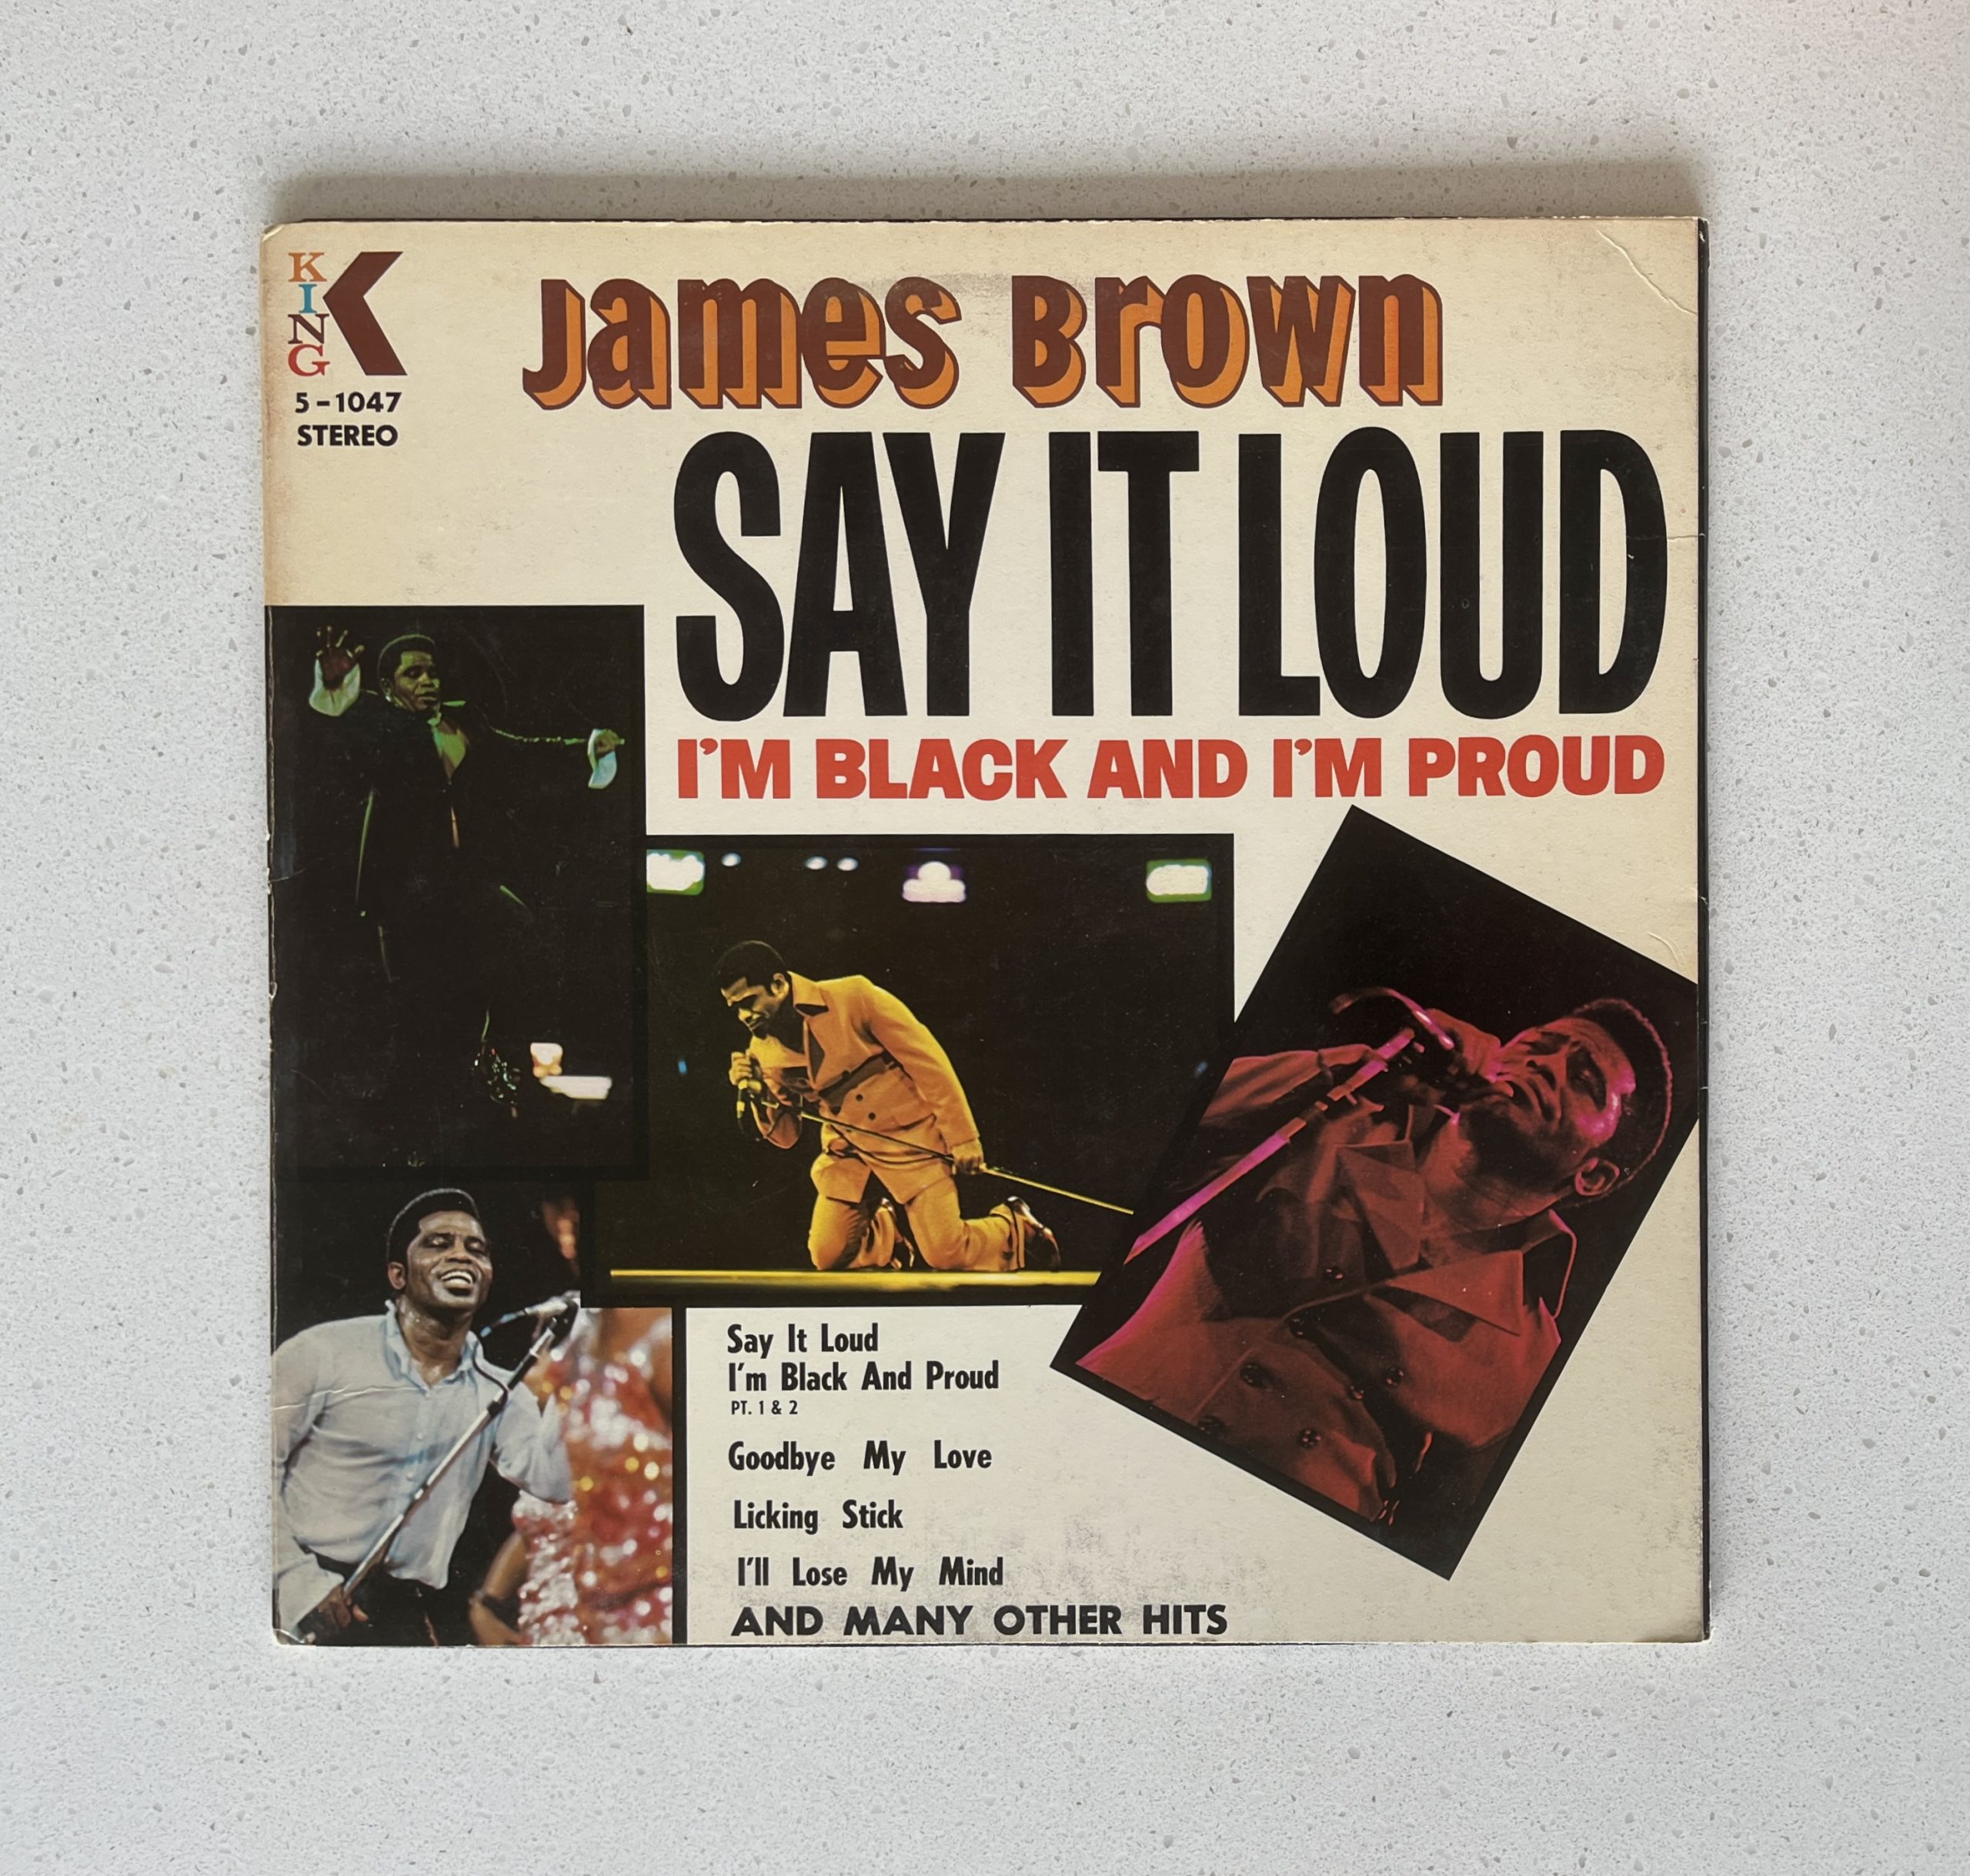 KING
5-1047
STEREO
James Brown
SAY IT LOUD
I'M BLACK AND I'M PROUD
Say It Loud
I'm Black And Proud
PT. 1 & 2
Goodbye My Love
Licking Stick
I'll Lose My Mind
AND MANY OTHER HITS